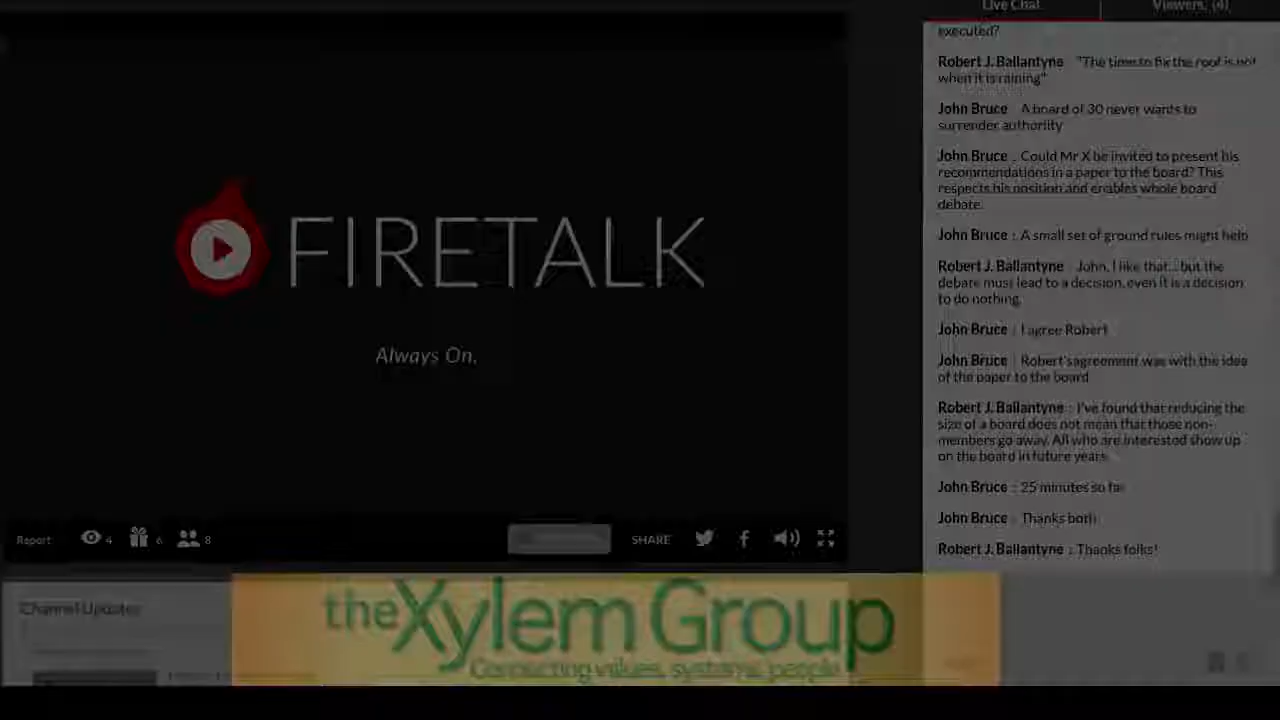 Live Chat
Viewers (4)
executed?
Robert J. Ballantyne : "The time to fix the roof is not
when it is raining"
John Bruce : A board of 30 never wants to
surrender authoriity
John Bruce : Could Mr X be invited to present his
recommendations in a paper to the board? This
respects his position and enables whole board
debate.
John Bruce : A small set of ground rules might help
Robert J. Ballantyne : John, I like that... but the
debate must lead to a decision, even it is a decision
to do nothing.
John Bruce : I agree Robert
John Bruce : Robert'sagreement was with the idea
of the paper to the board
Robert J. Ballantyne : I've found that reducing the
size of a board does not mean that those non-
members go away. All who are interested show up
on the board in future years.
John Bruce : 25 minutes so far
John Bruce : Thanks both
Robert J. Ballantyne : Thanks folks!
FIRETALK
Always On.
Report
4
6
8
SHARE
Channel Updates
the Xylem Group
Connecting values, systems, people